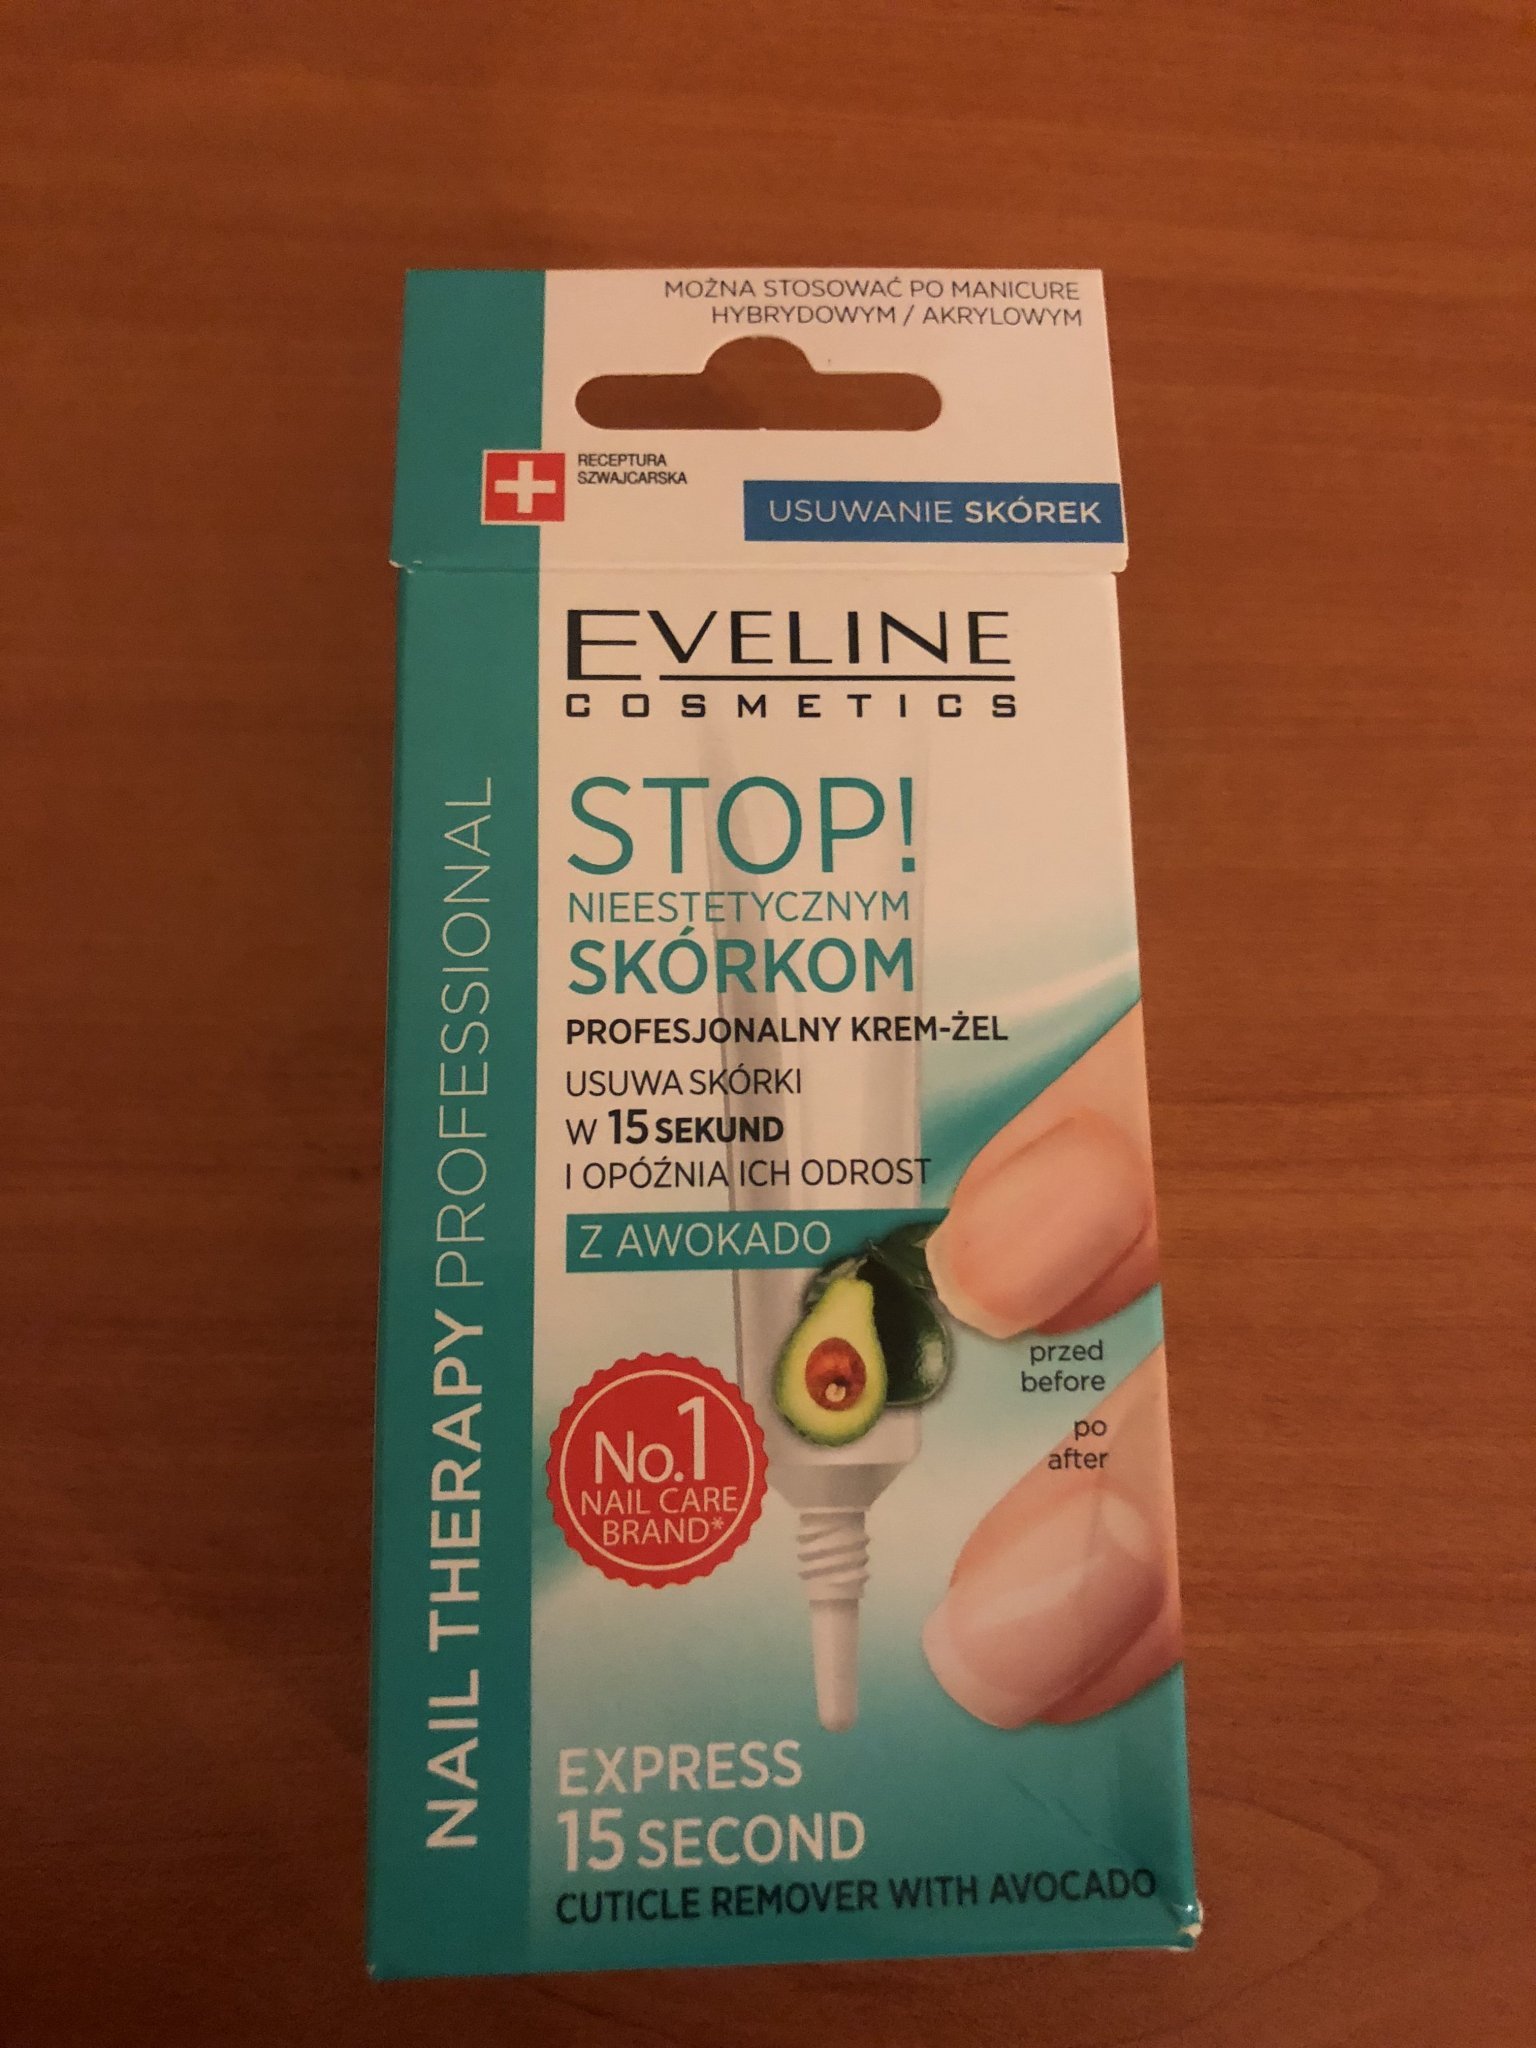 MOŻNA STOSOWAĆ PO MANICURE
HYBRYDOWYM / AKRYLOWYM
RECEPTURA
SZWAJCARSKA
USUWANIE SKÓREK
EVELINE
COSMETICS
STOP!
NIEESTETYCZNYM
SKÓRKOM
PROFESJONALNY KREM-ŻEL
USUWA SKÓRKI
W 15 SEKUND
I OPÓŹNIA ICH ODROST
Z AWOKADO
przed
before
po
after
No.1
NAIL CARE
BRAND*
EXPRESS
15 SECOND
CUTICLE REMOVER WITH AVOCADO
NAIL THERAPY PROFESSIONAL